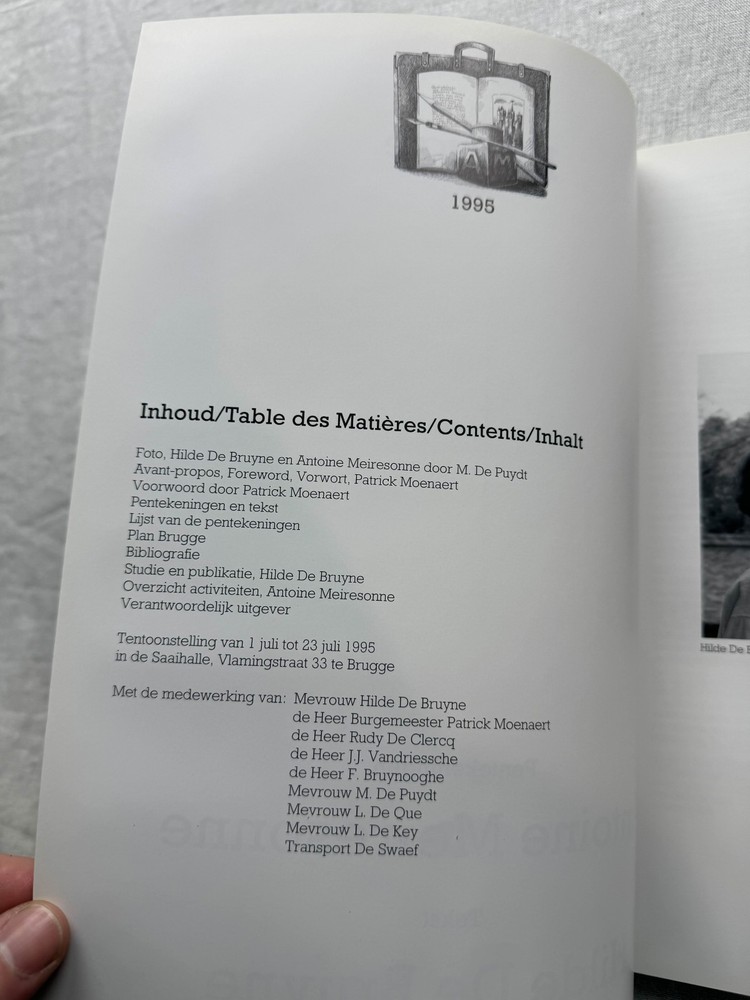 AM
1995
Inhoud/Table des Matières/Contents/Inhalt
Foto, Hilde De Bruyne en Antoine Meiresonne door M. De Puydt
Avant-propos, Foreword, Vorwort, Patrick Moenaert
Voorwoord door Patrick Moenaert
Pentekeningen en tekst
Lijst van de pentekeningen
Plan Brugge
Bibliografie
Studie en publikatie, Hilde De Bruyne
Overzicht activiteiten, Antoine Meiresonne
Verantwoordelijk uitgever
Tentoonstelling van 1 juli tot 23 juli 1995
in de Saaihalle, Vlamingstraat 33 te Brugge
Met de medewerking van: Mevrouw Hilde De Bruyne
de Heer Burgemeester Patrick Moenaert
de Heer Rudy De Clercq
de Heer J.J. Vandriessche
de Heer F. Bruynooghe
Mevrouw M. De Puydt
Mevrouw L. De Que
Mevrouw L. De Key
Transport De Swaef
Hilde De